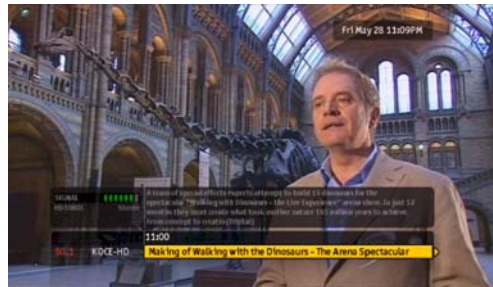 Fri May 28 11:09PM
A team of special effects experts attempt to build 15 dinosaurs for the
SIGNAL
spectacular "Walking with Dinosaurs - the Live Experience" arena show. In just 12
Stereo
months they must create what took mother nature 165 million years to achieve,
from concept to creation
11:00
50.1 KOCE-HD Making of Walking with the Dinosaurs - The Arena Spectacular